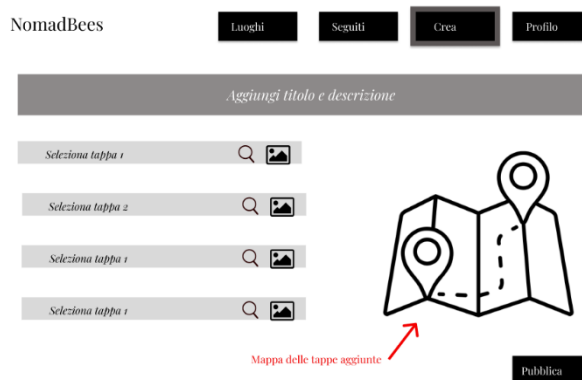 NomadBees
Luoghi
Seguiti
Crea
Profilo
Aggiungi titolo e descrizione
Seleziona tappa 1
Seleziona tappa 2
Seleziona tappa 1
Seleziona tappa 1
Mappa delle tappe aggiunte
Pubblica